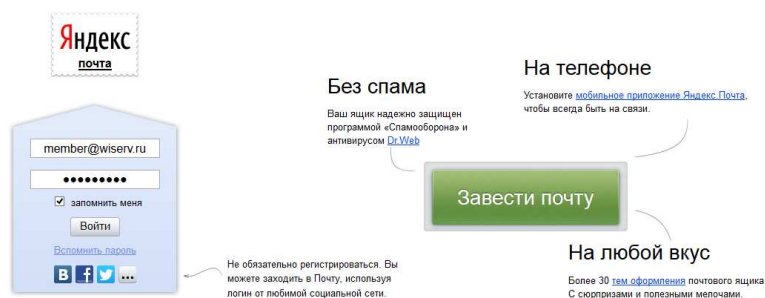 Яндекс
почта
member@wiserv.ru
запомнить меня
Войти
Вспомнить пароль
В f ...
Не обязательно регистрироваться. Вы
можете заходить в Почту, используя
логин от любимой социальной сети.
Без спама
Ваш ящик надежно защищен
программой «Спамооборона» и
антивирусом Dr.Web
На телефоне
Установите мобильное приложение Яндекс.Почта,
чтобы всегда быть на связи.
Завести почту
На любой вкус
Более 30 тем оформления почтового ящика
С сюрпризами и полезными мелочами.